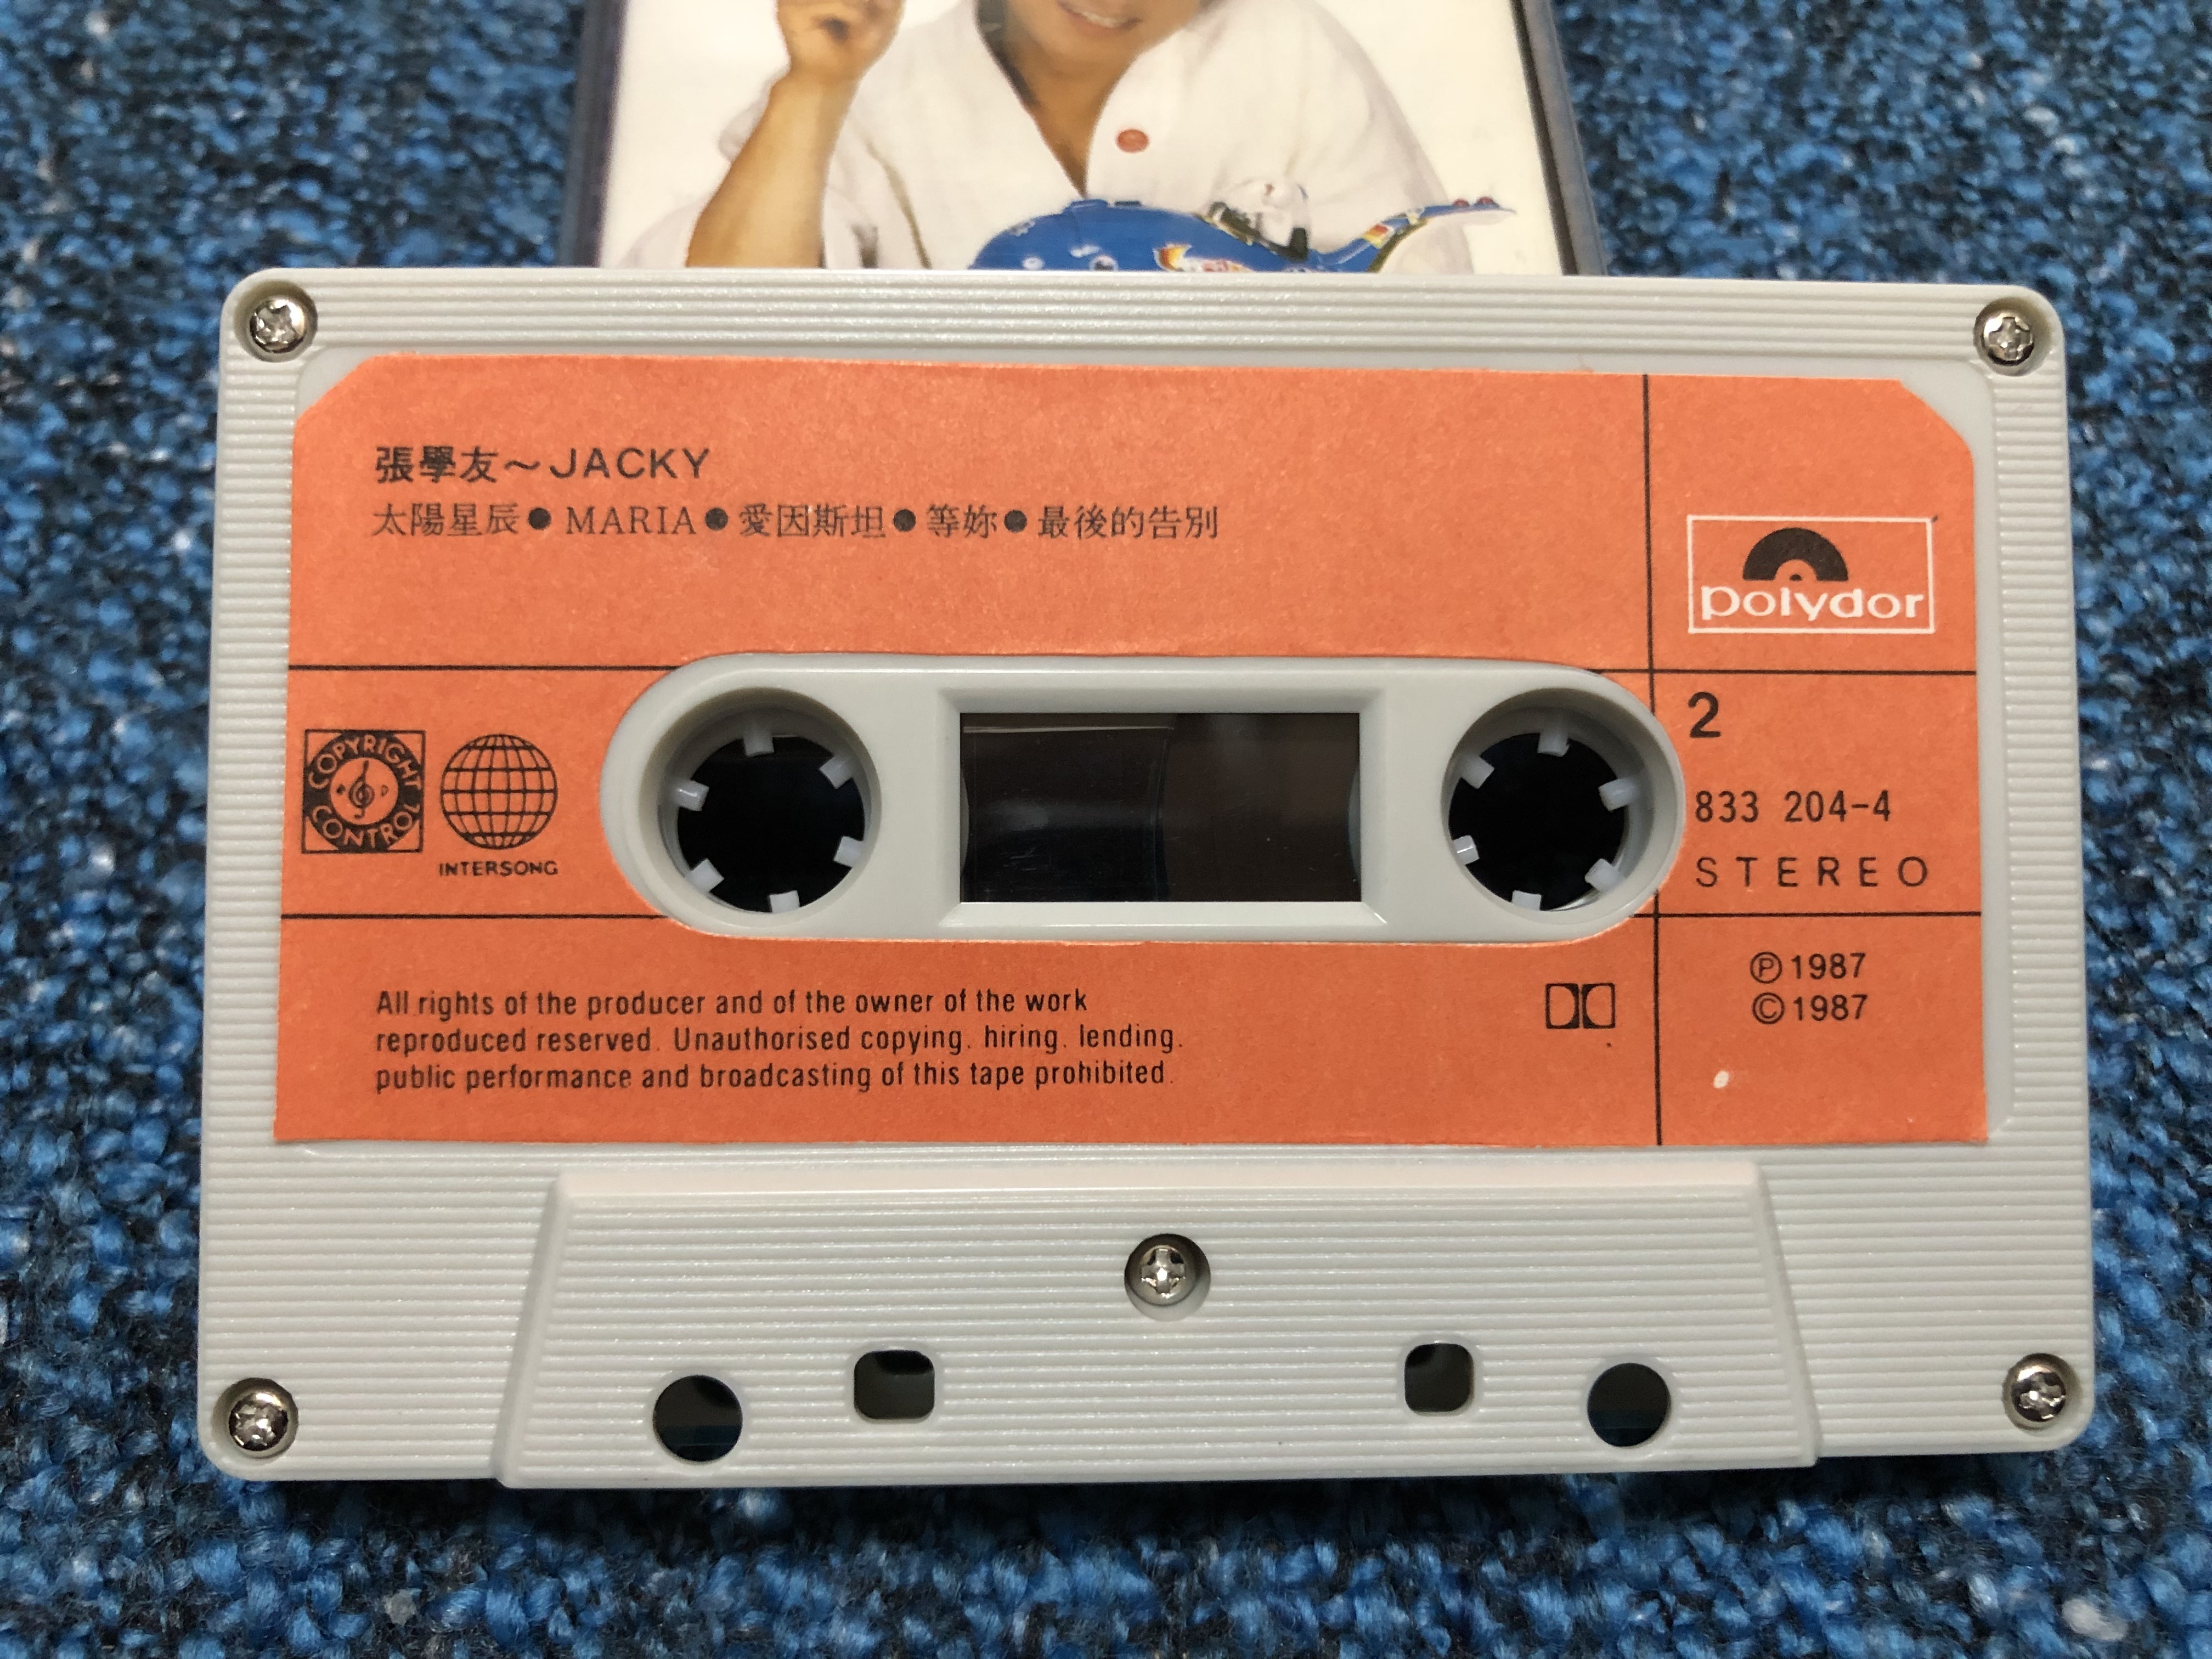 張學友～JACKY
太陽星辰●MARIA●愛因斯坦●等妳●最後的告別
polydor
COPYRIGHT CONTROL
INTERSONG
2
833 204-4
STEREO
All rights of the producer and of the owner of the work
reproduced reserved. Unauthorised copying. hiring. lending.
public performance and broadcasting of this tape prohibited.
Ⓟ1987
©1987